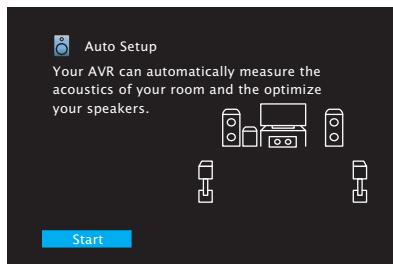 Auto Setup
Your AVR can automatically measure the
acoustics of your room and the optimize
your speakers.
Start